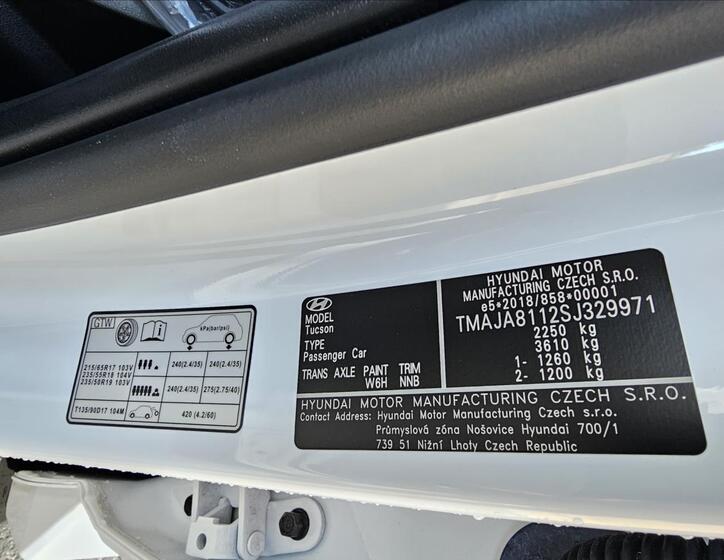 GTW
kPa(bar/psi)
215/65R17 103V
235/55R18 104V
235/50R19 103V
240(2.4/35) 240(2.4/35)
240(2.4/35) 275(2.75/40)
T135/90D17 104M 420 (4.2/60)
MODEL
Tucson
TYPE
Passenger Car
TRANS AXLE PAINT TRIM
W6H NNB
HYUNDAI MOTOR
MANUFACTURING CZECH S.R.O.
e5*2018/858*00001
TMAJA8112SJ329971
2250 kg
3610 kg
1- 1260 kg
2- 1200 kg
HYUNDAI MOTOR MANUFACTURING CZECH S.R.O.
Contact Address: Hyundai Motor Manufacturing Czech s.r.o.
Průmyslová zóna Nošovice Hyundai 700/1
739 51 Nižní Lhoty Czech Republic